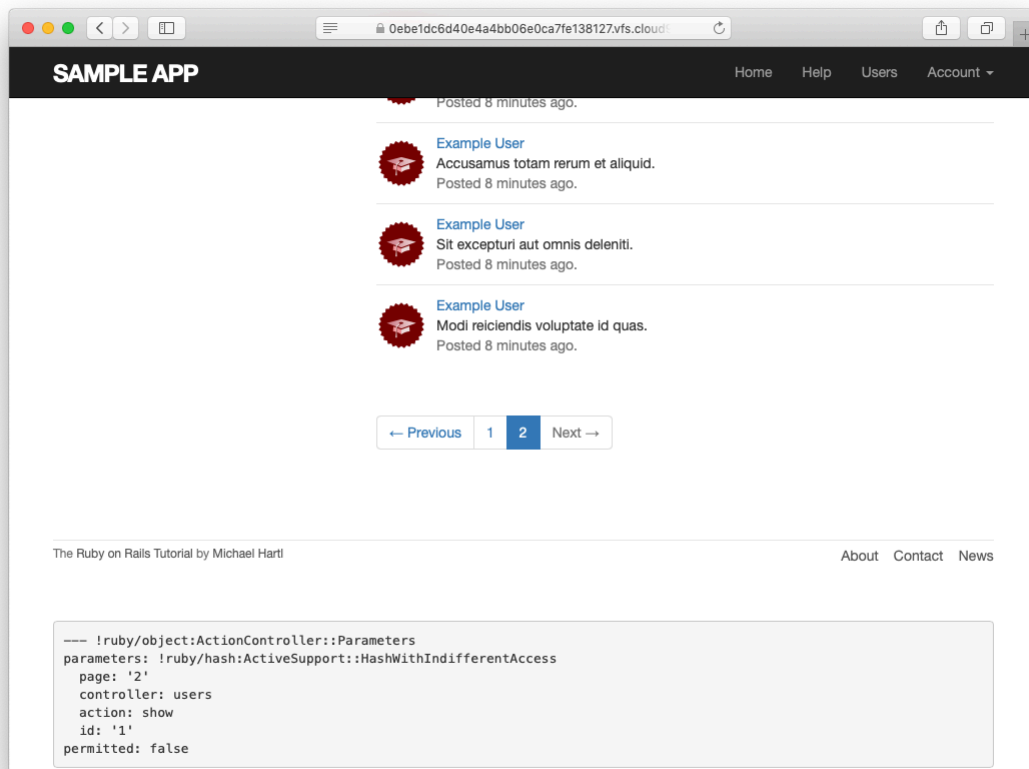 0ebe1dc6d40e4a4bb06e0ca7fe138127.vfs.cloud9
SAMPLE APP
Home Help Users Account
Posted 8 minutes ago.
Example User
Accusamus totam rerum et aliquid.
Posted 8 minutes ago.
Example User
Sit excepturi aut omnis deleniti.
Posted 8 minutes ago.
Example User
Modi reiciendis voluptate id quas.
Posted 8 minutes ago.
← Previous 1 2 Next →
The Ruby on Rails Tutorial by Michael Hartl
About Contact News
--- !ruby/object:ActionController::Parameters
parameters: !ruby/hash:ActiveSupport::HashWithIndifferentAccess
  page: '2'
  controller: users
  action: show
  id: '1'
permitted: false